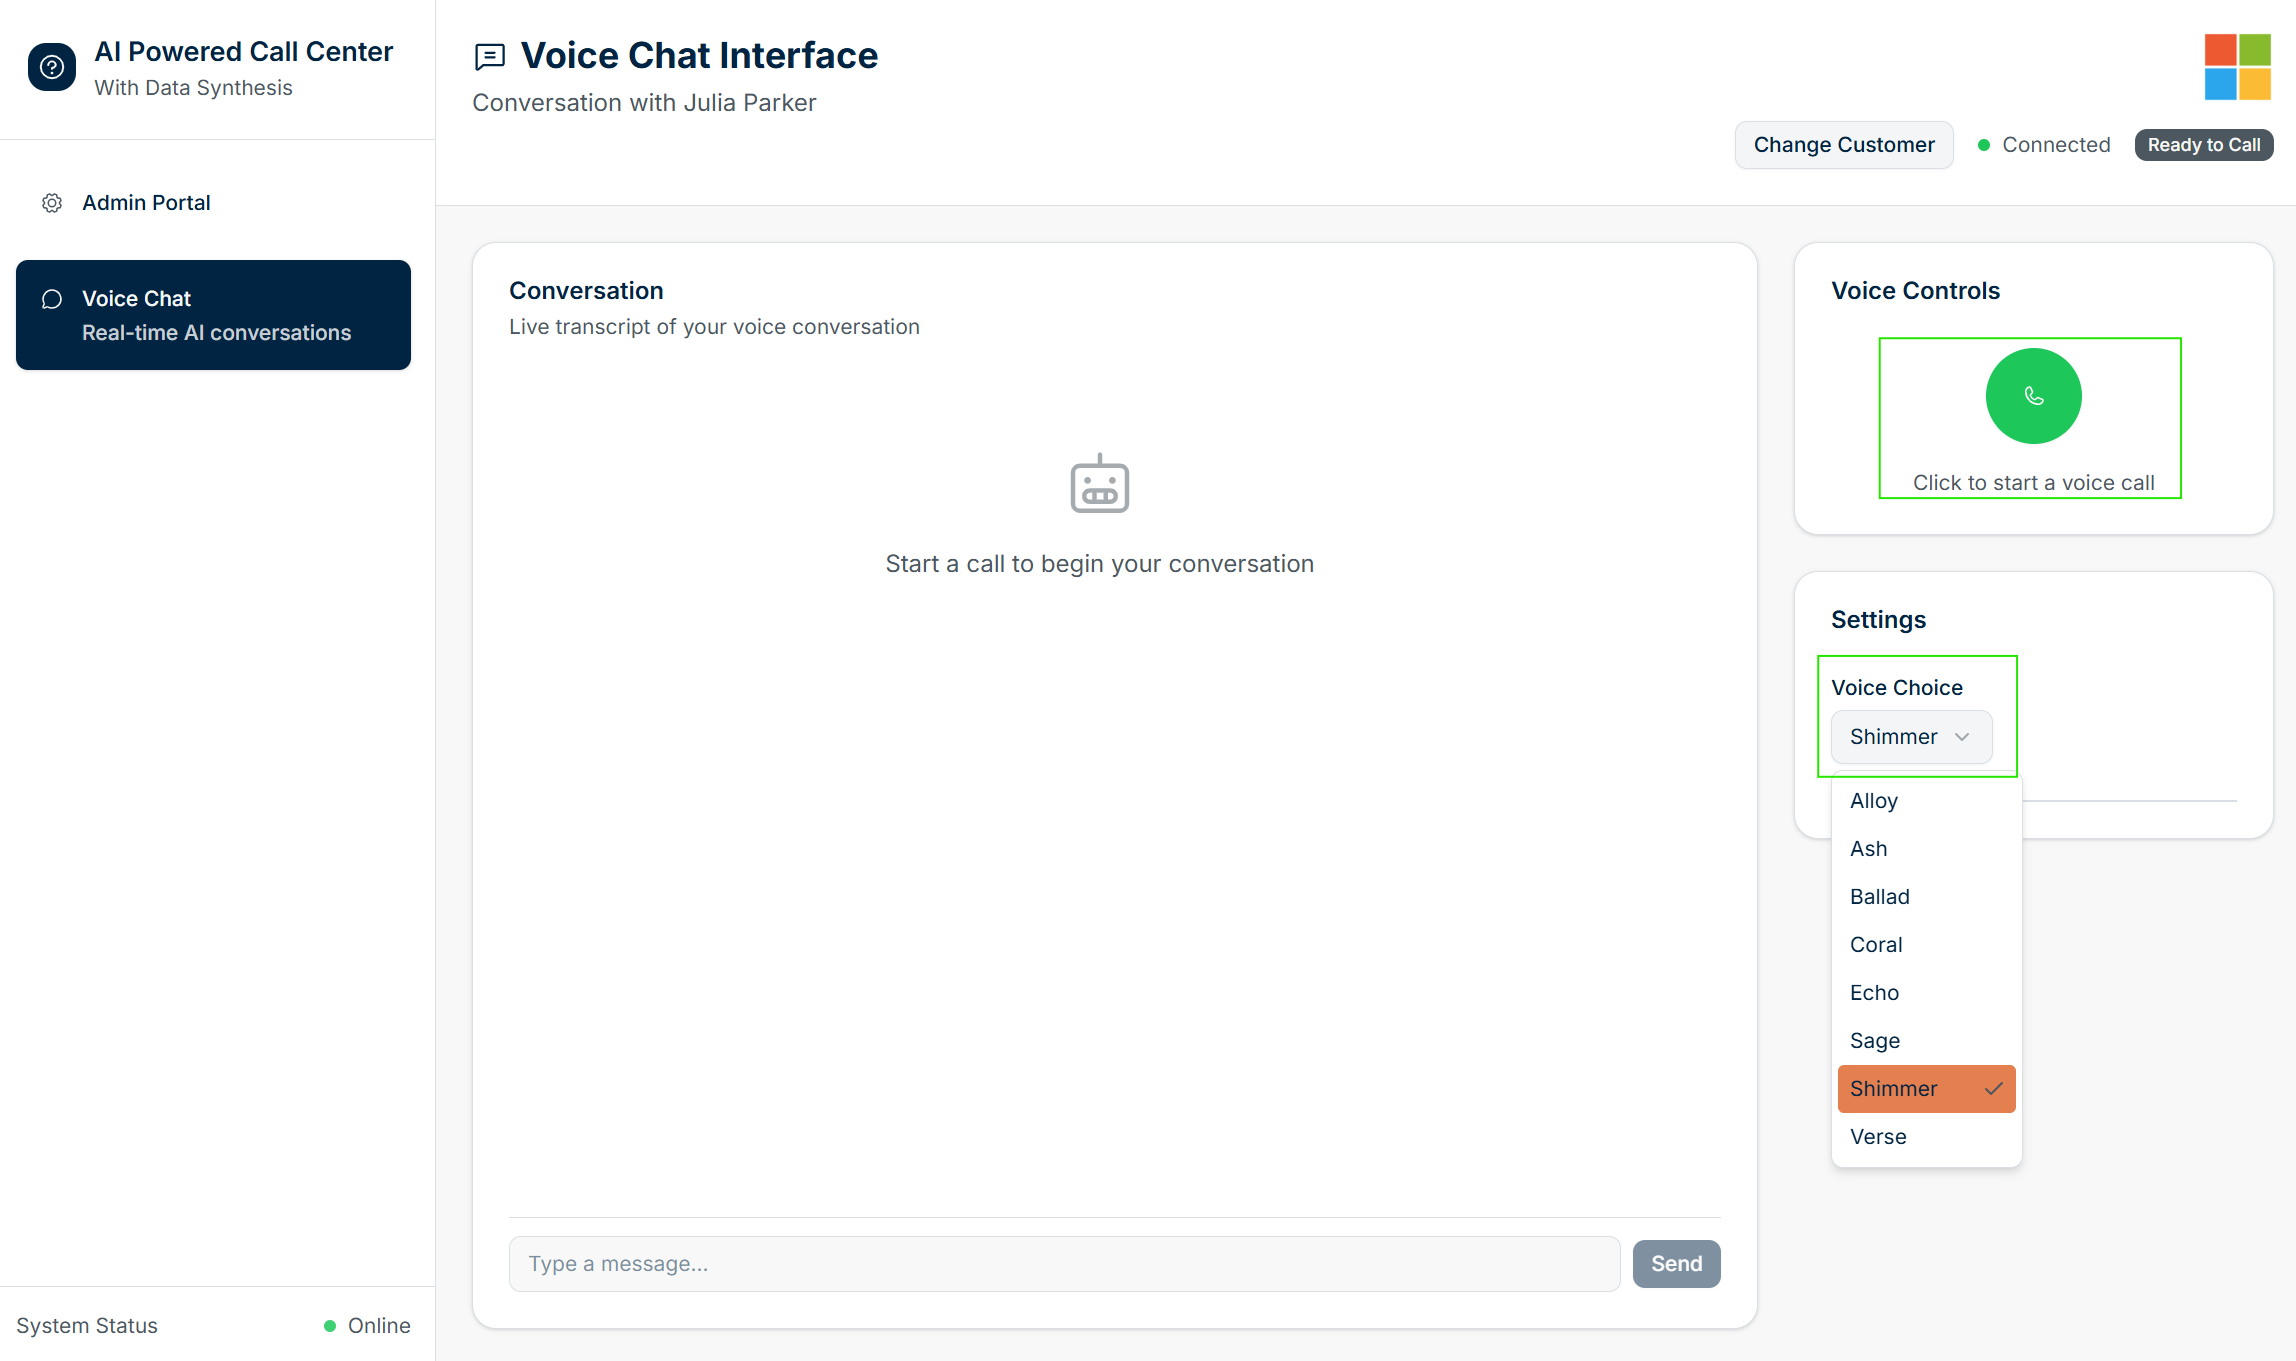 AI Powered Call Center
With Data Synthesis
Admin Portal
Voice Chat
Real-time AI conversations
System Status
Online
Voice Chat Interface
Conversation with Julia Parker
Change Customer
Connected
Ready to Call
Conversation
Live transcript of your voice conversation
Start a call to begin your conversation
Type a message...
Send
Voice Controls
Click to start a voice call
Settings
Voice Choice
Shimmer
Alloy
Ash
Ballad
Coral
Echo
Sage
Shimmer
Verse